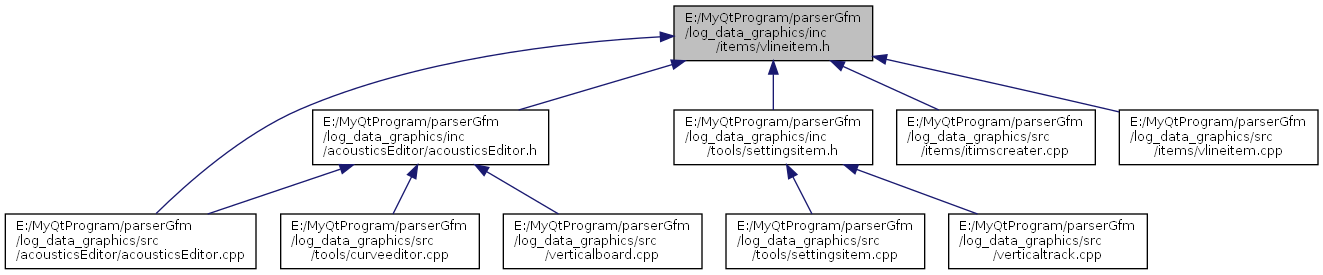 E:/MyQtProgram/parserGfm
/log_data_graphics/inc
/items/vlineitem.h
E:/MyQtProgram/parserGfm
/log_data_graphics/inc
/acousticsEditor/acousticsEditor.h
E:/MyQtProgram/parserGfm
/log_data_graphics/inc
/tools/settingsitem.h
E:/MyQtProgram/parserGfm
/log_data_graphics/src
/items/itimscreater.cpp
E:/MyQtProgram/parserGfm
/log_data_graphics/src
/items/vlineitem.cpp
E:/MyQtProgram/parserGfm
/log_data_graphics/src
/acousticsEditor/acousticsEditor.cpp
E:/MyQtProgram/parserGfm
/log_data_graphics/src
/tools/curveeditor.cpp
E:/MyQtProgram/parserGfm
/log_data_graphics/src
/verticalboard.cpp
E:/MyQtProgram/parserGfm
/log_data_graphics/src
/tools/settingsitem.cpp
E:/MyQtProgram/parserGfm
/log_data_graphics/src
/verticaltrack.cpp